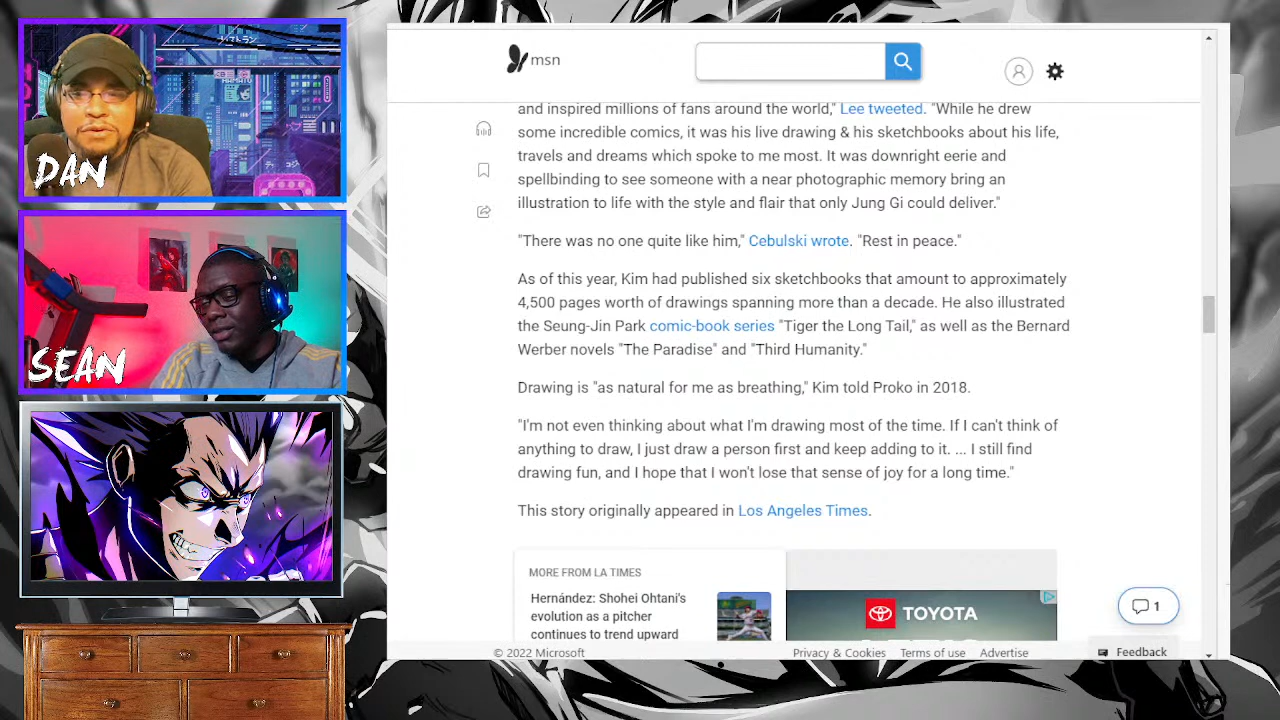 DAN
SEAN
msn
and inspired millions of fans around the world," Lee tweeted. "While he drew
some incredible comics, it was his live drawing & his sketchbooks about his life,
travels and dreams which spoke to me most. It was downright eerie and
spellbinding to see someone with a near photographic memory bring an
illustration to life with the style and flair that only Jung Gi could deliver."
"There was no one quite like him," Cebulski wrote. "Rest in peace."
As of this year, Kim had published six sketchbooks that amount to approximately
4,500 pages worth of drawings spanning more than a decade. He also illustrated
the Seung-Jin Park comic-book series "Tiger the Long Tail," as well as the Bernard
Werber novels "The Paradise" and "Third Humanity."
Drawing is "as natural for me as breathing," Kim told Proko in 2018.
"I'm not even thinking about what I'm drawing most of the time. If I can't think of
anything to draw, I just draw a person first and keep adding to it. ... I still find
drawing fun, and I hope that I won't lose that sense of joy for a long time."
This story originally appeared in Los Angeles Times.
MORE FROM LA TIMES
Hernández: Shohei Ohtani's
evolution as a pitcher
continues to trend upward
TOYOTA
1
© 2022 Microsoft
Privacy & Cookies
Terms of use
Advertise
Feedback